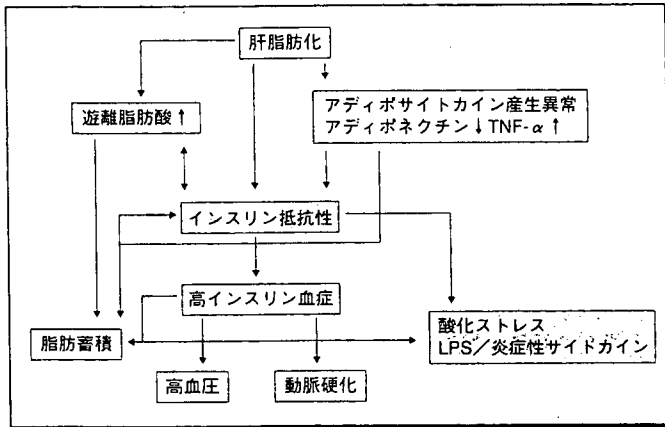 肝脂肪化
遊離脂肪酸↑
アディポサイトカイン産生異常
アディポネクチン↓TNF-α↑
インスリン抵抗性
高インスリン血症
脂肪蓄積
酸化ストレス
LPS／炎症性サイドカイン
高血圧
動脈硬化